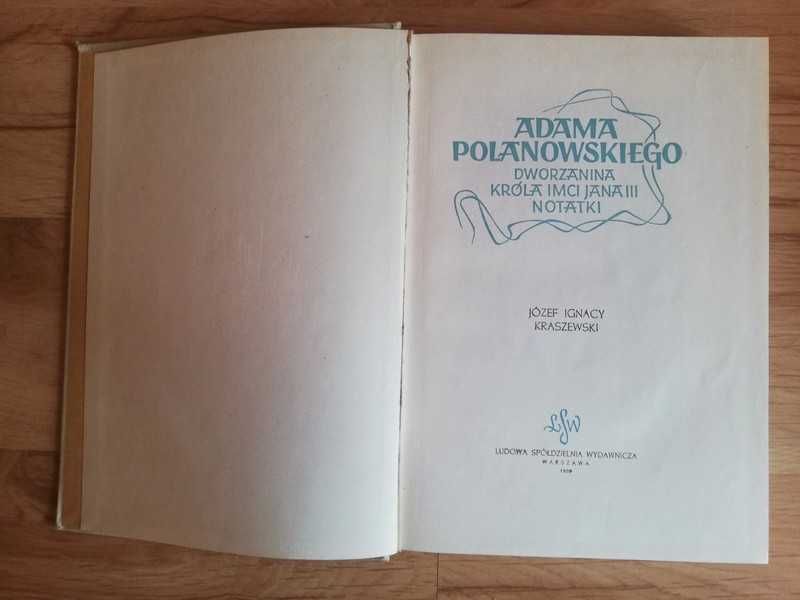 ADAMA
POLANOWSKIEGO
DWORZANINA
KRÓLA IMCI JANA III
NOTATKI
JÓZEF IGNACY
KRASZEWSKI
LSW
LUDOWA SPÓŁDZIELNIA WYDAWNICZA
WARSZAWA